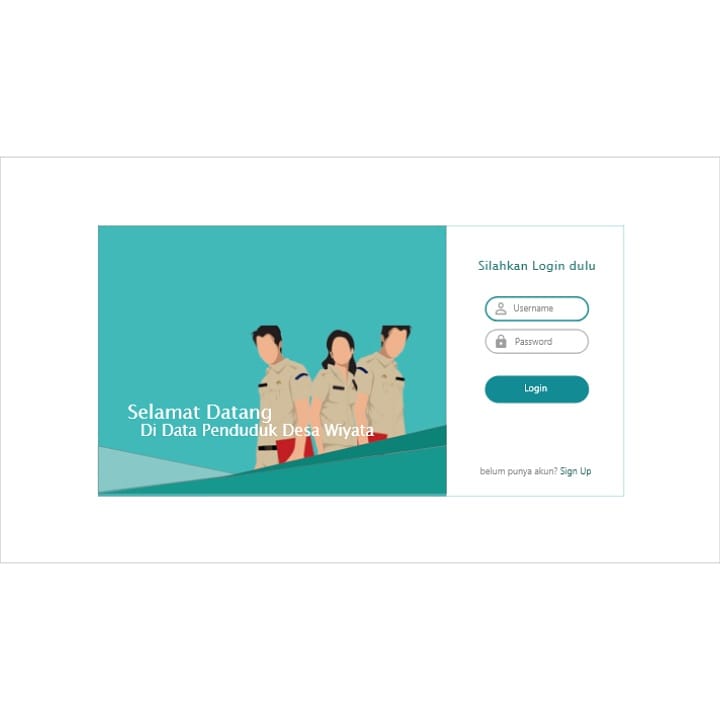 Selamat Datang
Di Data Penduduk Desa Wiyata
Silahkan Login dulu
Username
Password
Login
belum punya akun? Sign Up